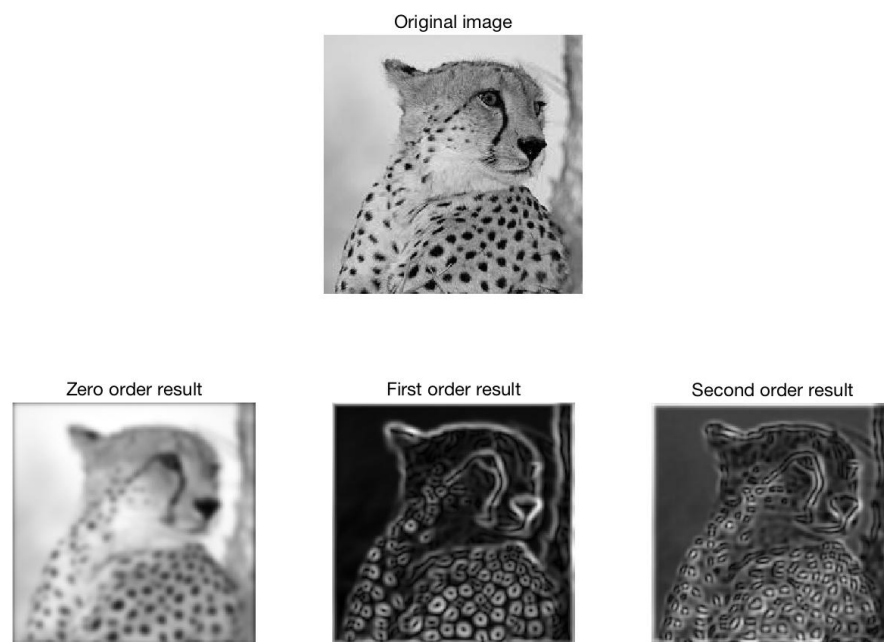 Original image
Zero order result
First order result
Second order result